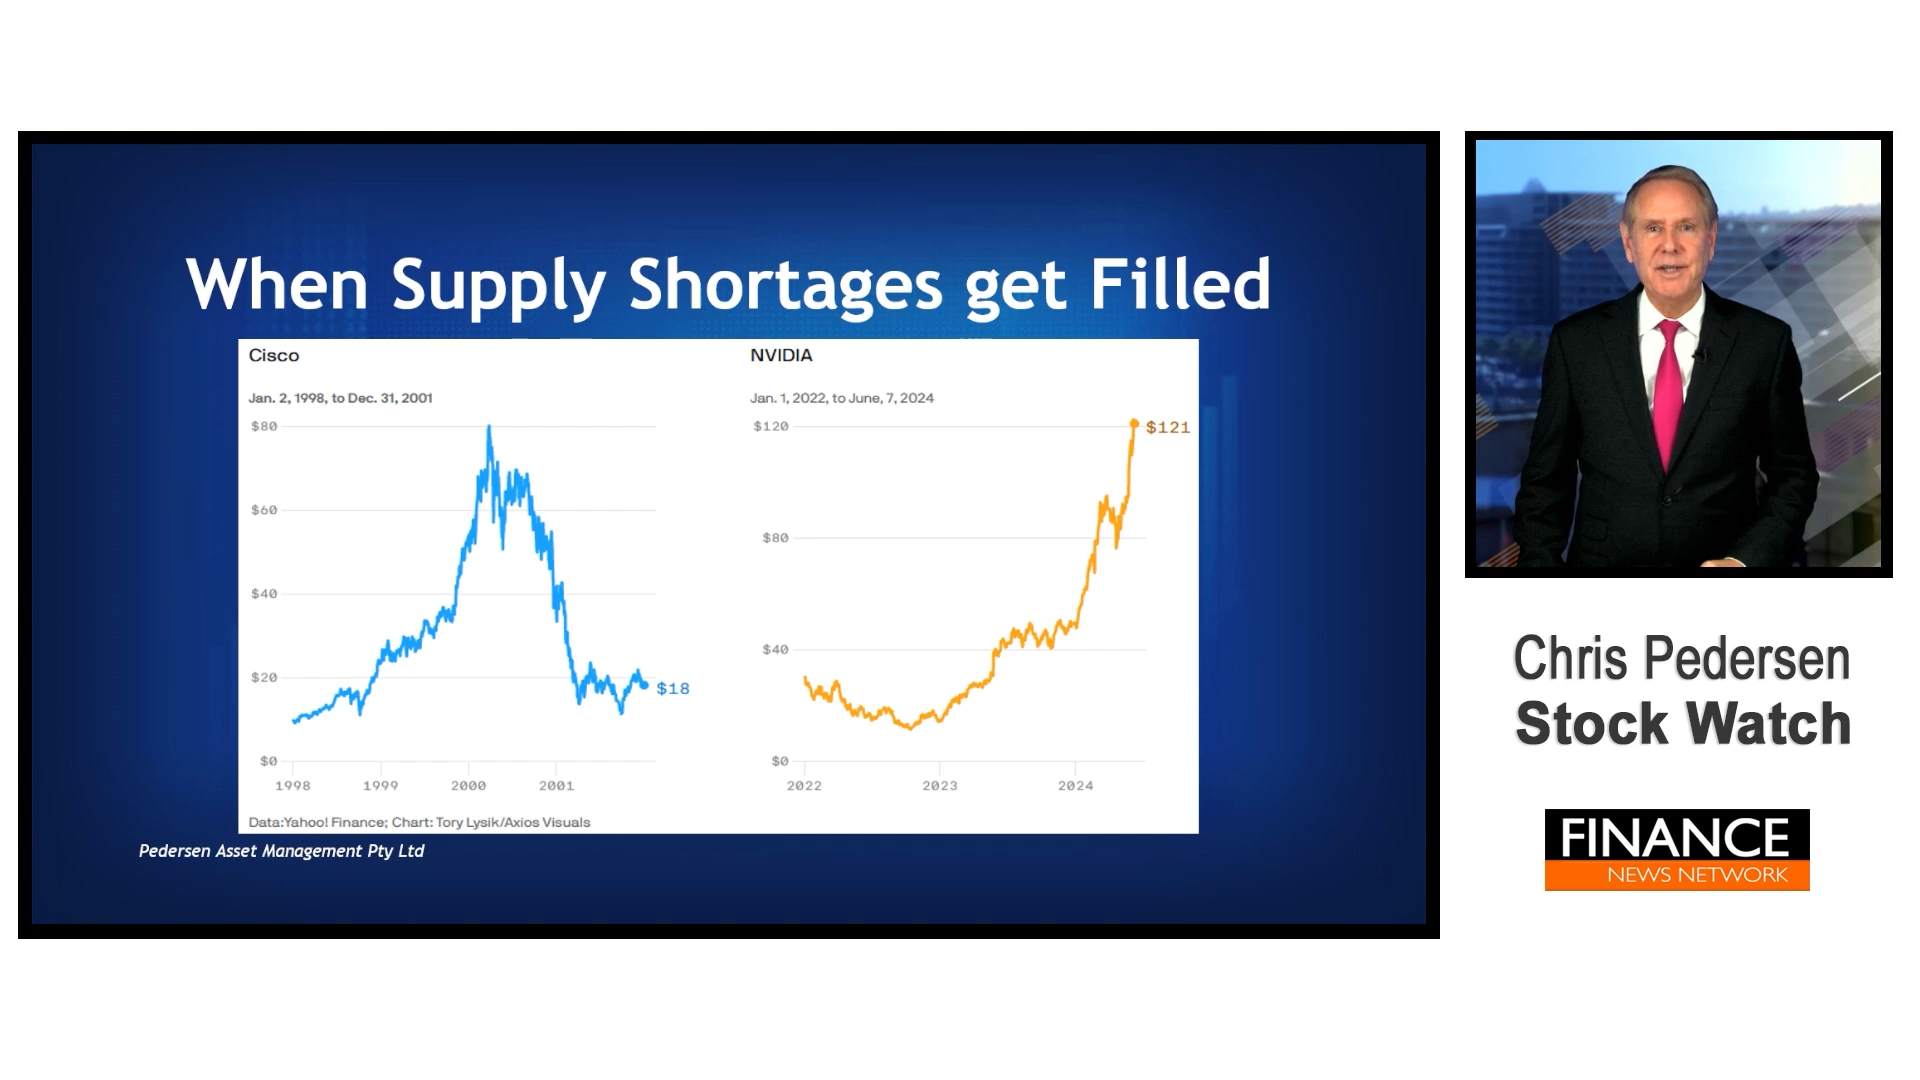 When Supply Shortages get Filled
Cisco
Jan. 2, 1998, to Dec. 31, 2001
$80
$60
$40
$20
$0
1998 1999 2000 2001
$18
NVIDIA
Jan. 1, 2022, to June, 7, 2024
$120
$80
$40
$0
2022 2023 2024
$121
Data:Yahoo! Finance; Chart: Tory Lysik/Axios Visuals
Pedersen Asset Management Pty Ltd
Chris Pedersen
Stock Watch
FINANCE
NEWS NETWORK